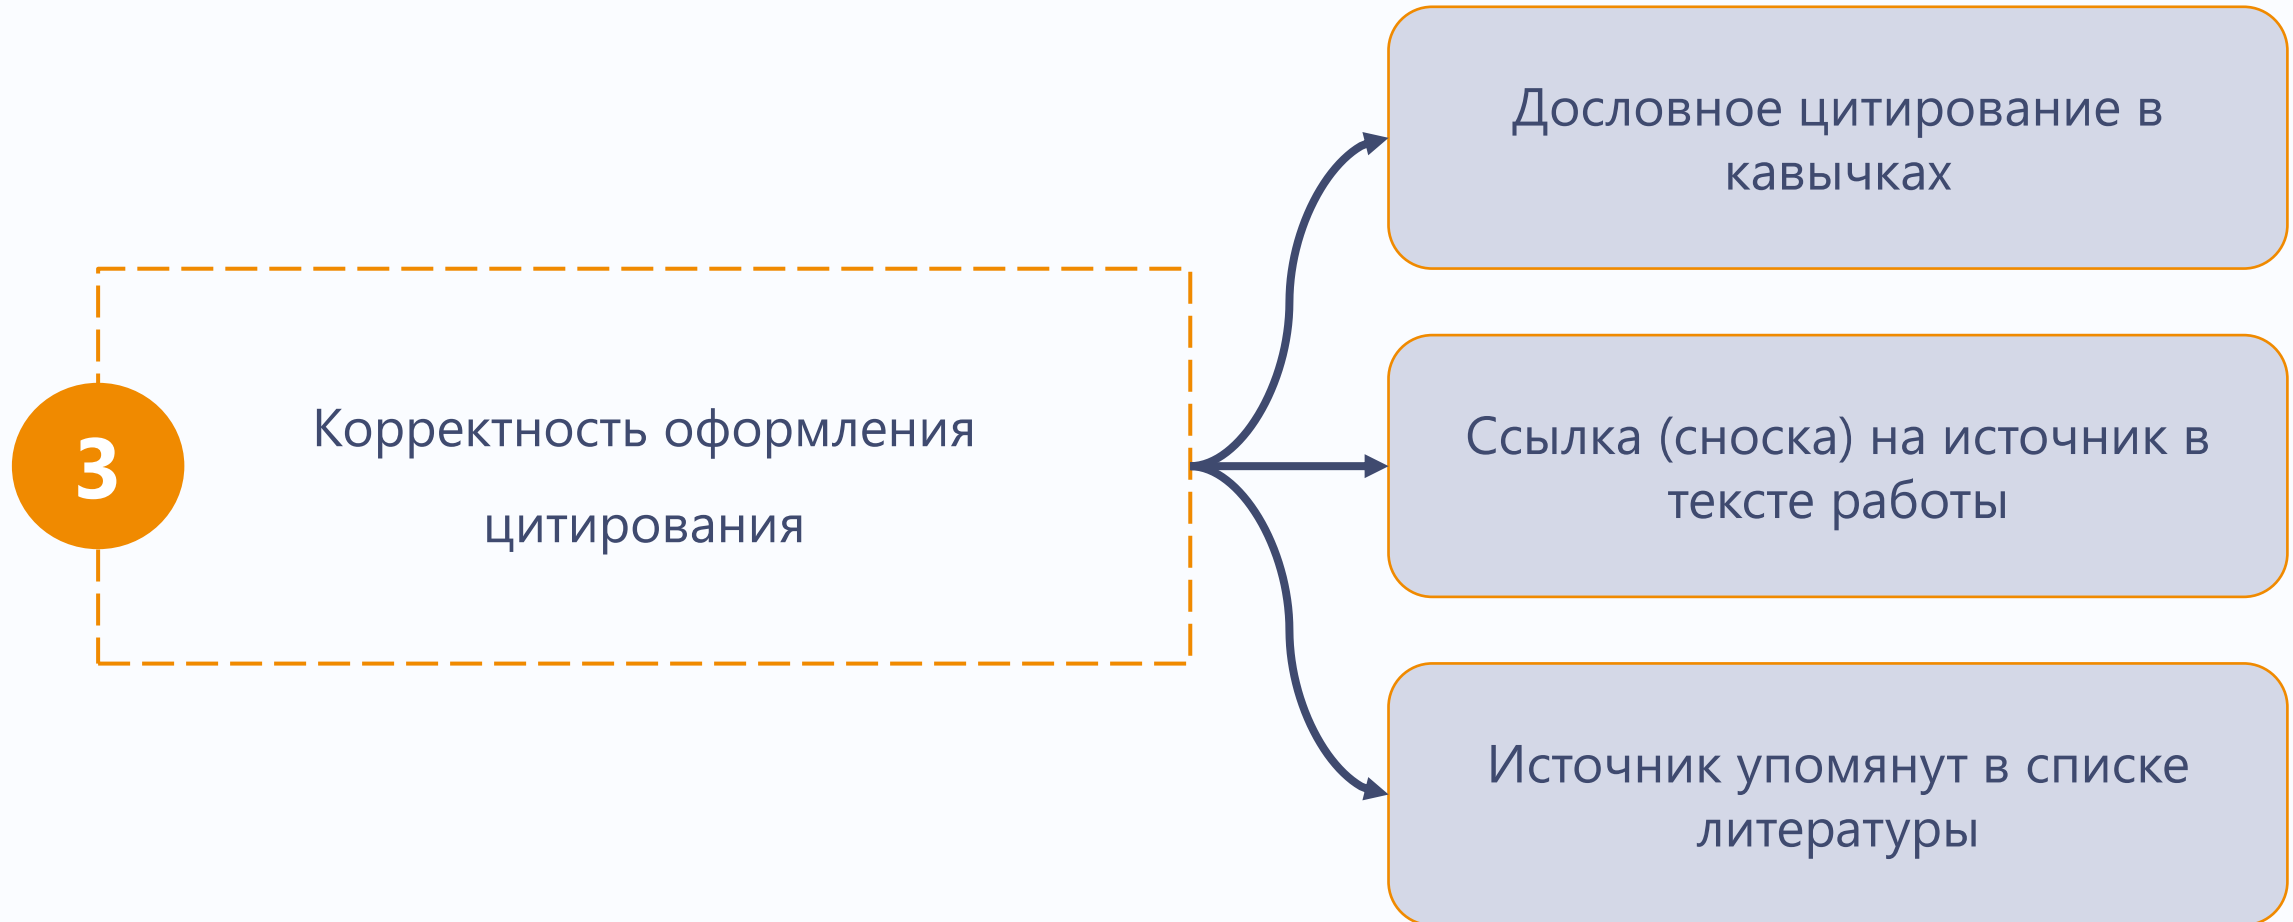 3
Корректность оформления
цитирования
Дословное цитирование в
кавычках
Ссылка (сноска) на источник в
тексте работы
Источник упомянут в списке
литературы